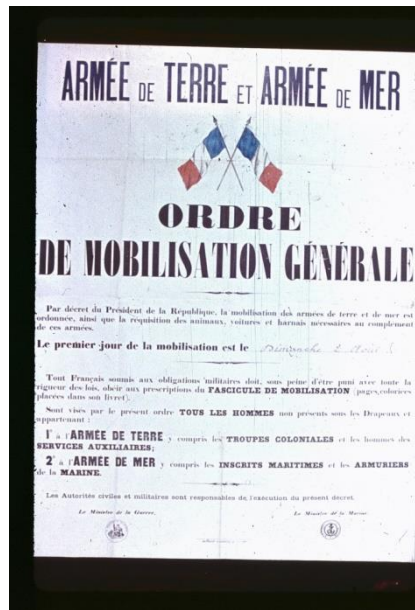 ARMÉE DE TERRE ET ARMÉE DE MER
ORDRE
DE MOBILISATION GÉNÉRALE
Par décret du Président de la République, la mobilisation des armées de terre et de mer est
ordonnée, ainsi que la réquisition des animaux, voitures et harnais nécessaires au complément
de ces armées.
Le premier jour de la mobilisation est le Dimanche 2 Août
Tout Français soumis aux obligations militaires doit, sous peine d'être puni avec toute la
rigueur des lois, obéir aux prescriptions du FASCICULE DE MOBILISATION (pages coloriées
placées dans son livret).
Sont visés par le présent ordre TOUS LES HOMMES non présents sous les Drapeaux et
appartenant :
1° à l'ARMÉE DE TERRE y compris les TROUPES COLONIALES et les hommes des
SERVICES AUXILIAIRES;
2° à l'ARMÉE DE MER y compris les INSCRITS MARITIMES et les ARMURIERS
de la MARINE.
Les Autorités civiles et militaires sont responsables de l'exécution du présent décret.
Le Ministre de la Guerre, Le Ministre de la Marine,